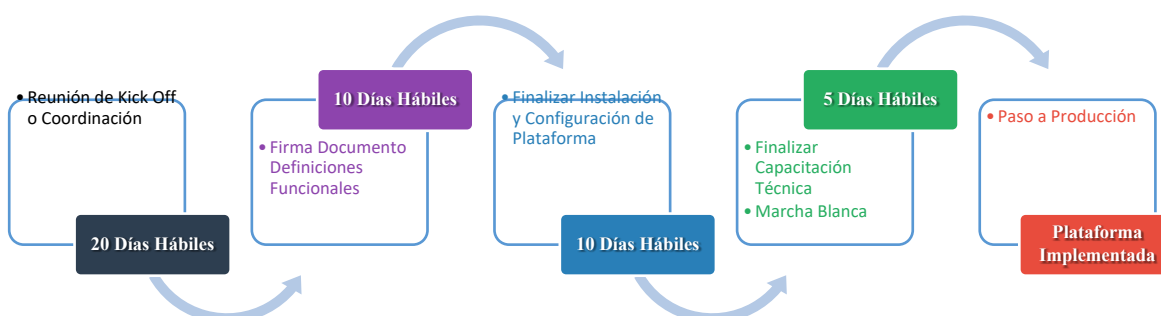 • Reunión de Kick Off
o Coordinación
20 Días Hábiles
10 Días Hábiles
• Firma Documento
Definiciones
Funcionales
• Finalizar Instalación
y Configuración de
Plataforma
10 Días Hábiles
5 Días Hábiles
• Finalizar
Capacitación
Técnica
• Marcha Blanca
• Paso a Producción
Plataforma
Implementada